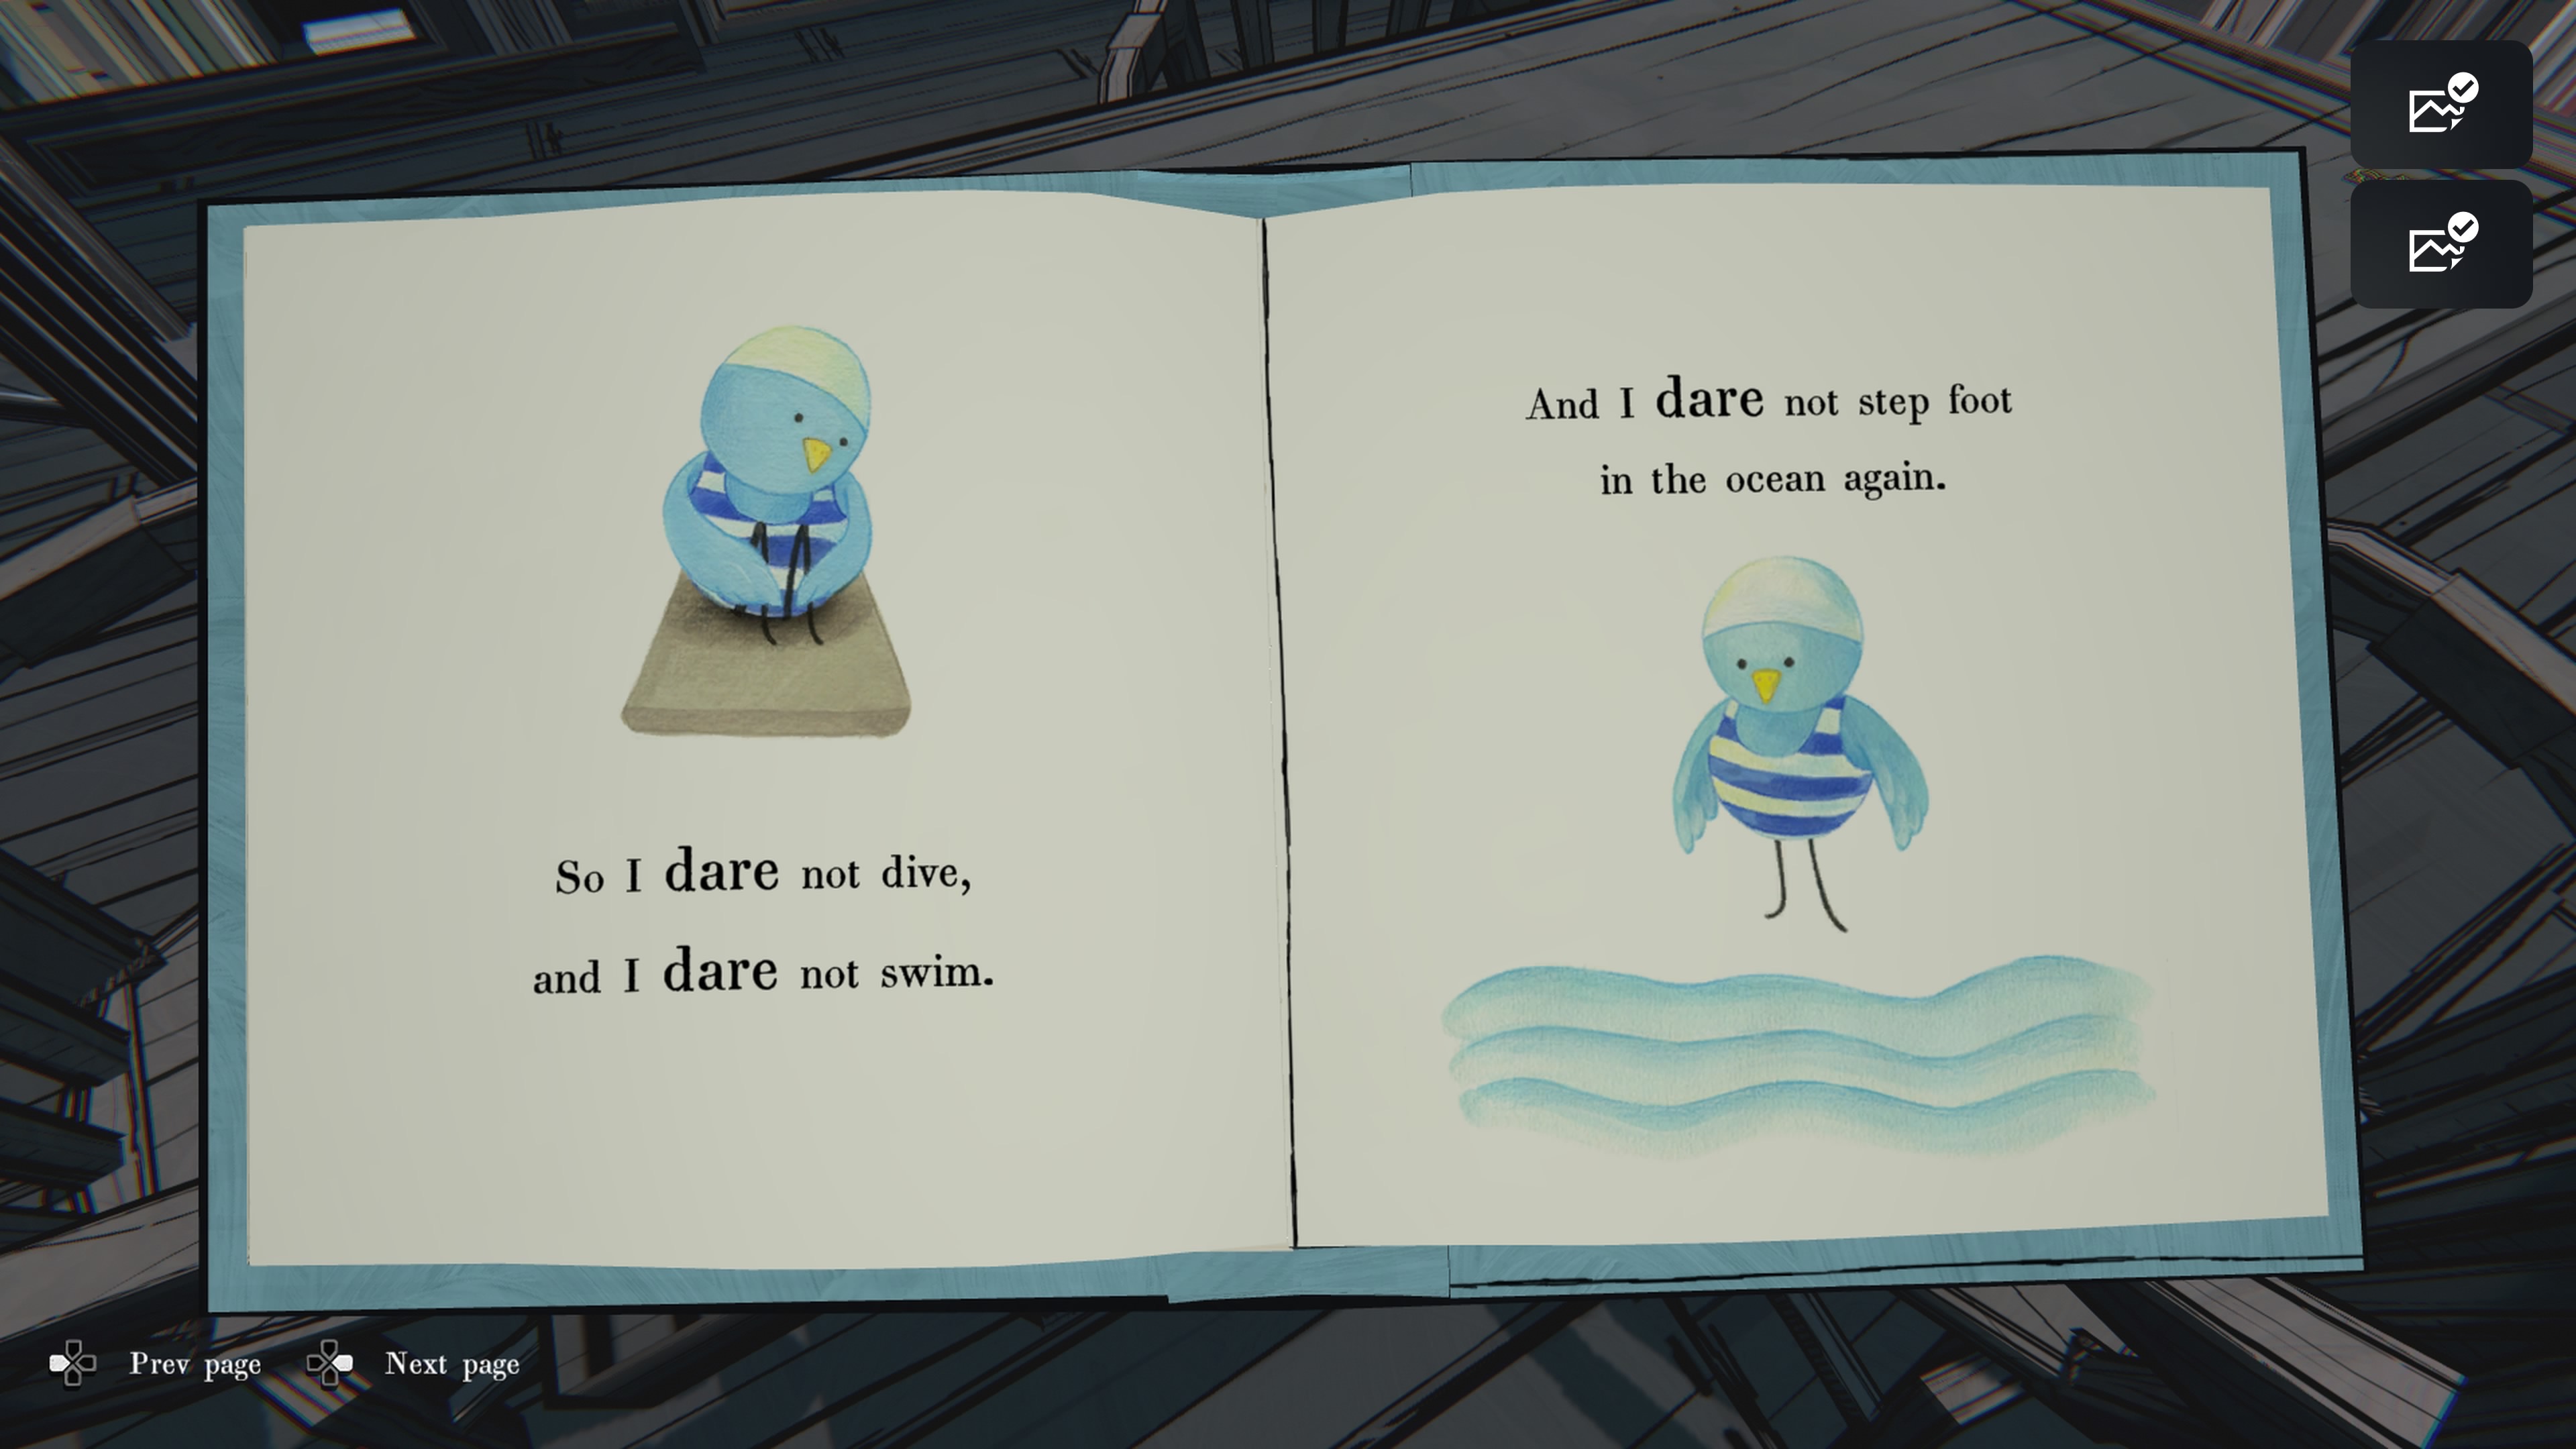 So I dare not dive,
and I dare not swim.
And I dare not step foot
in the ocean again.
Prev page
Next page